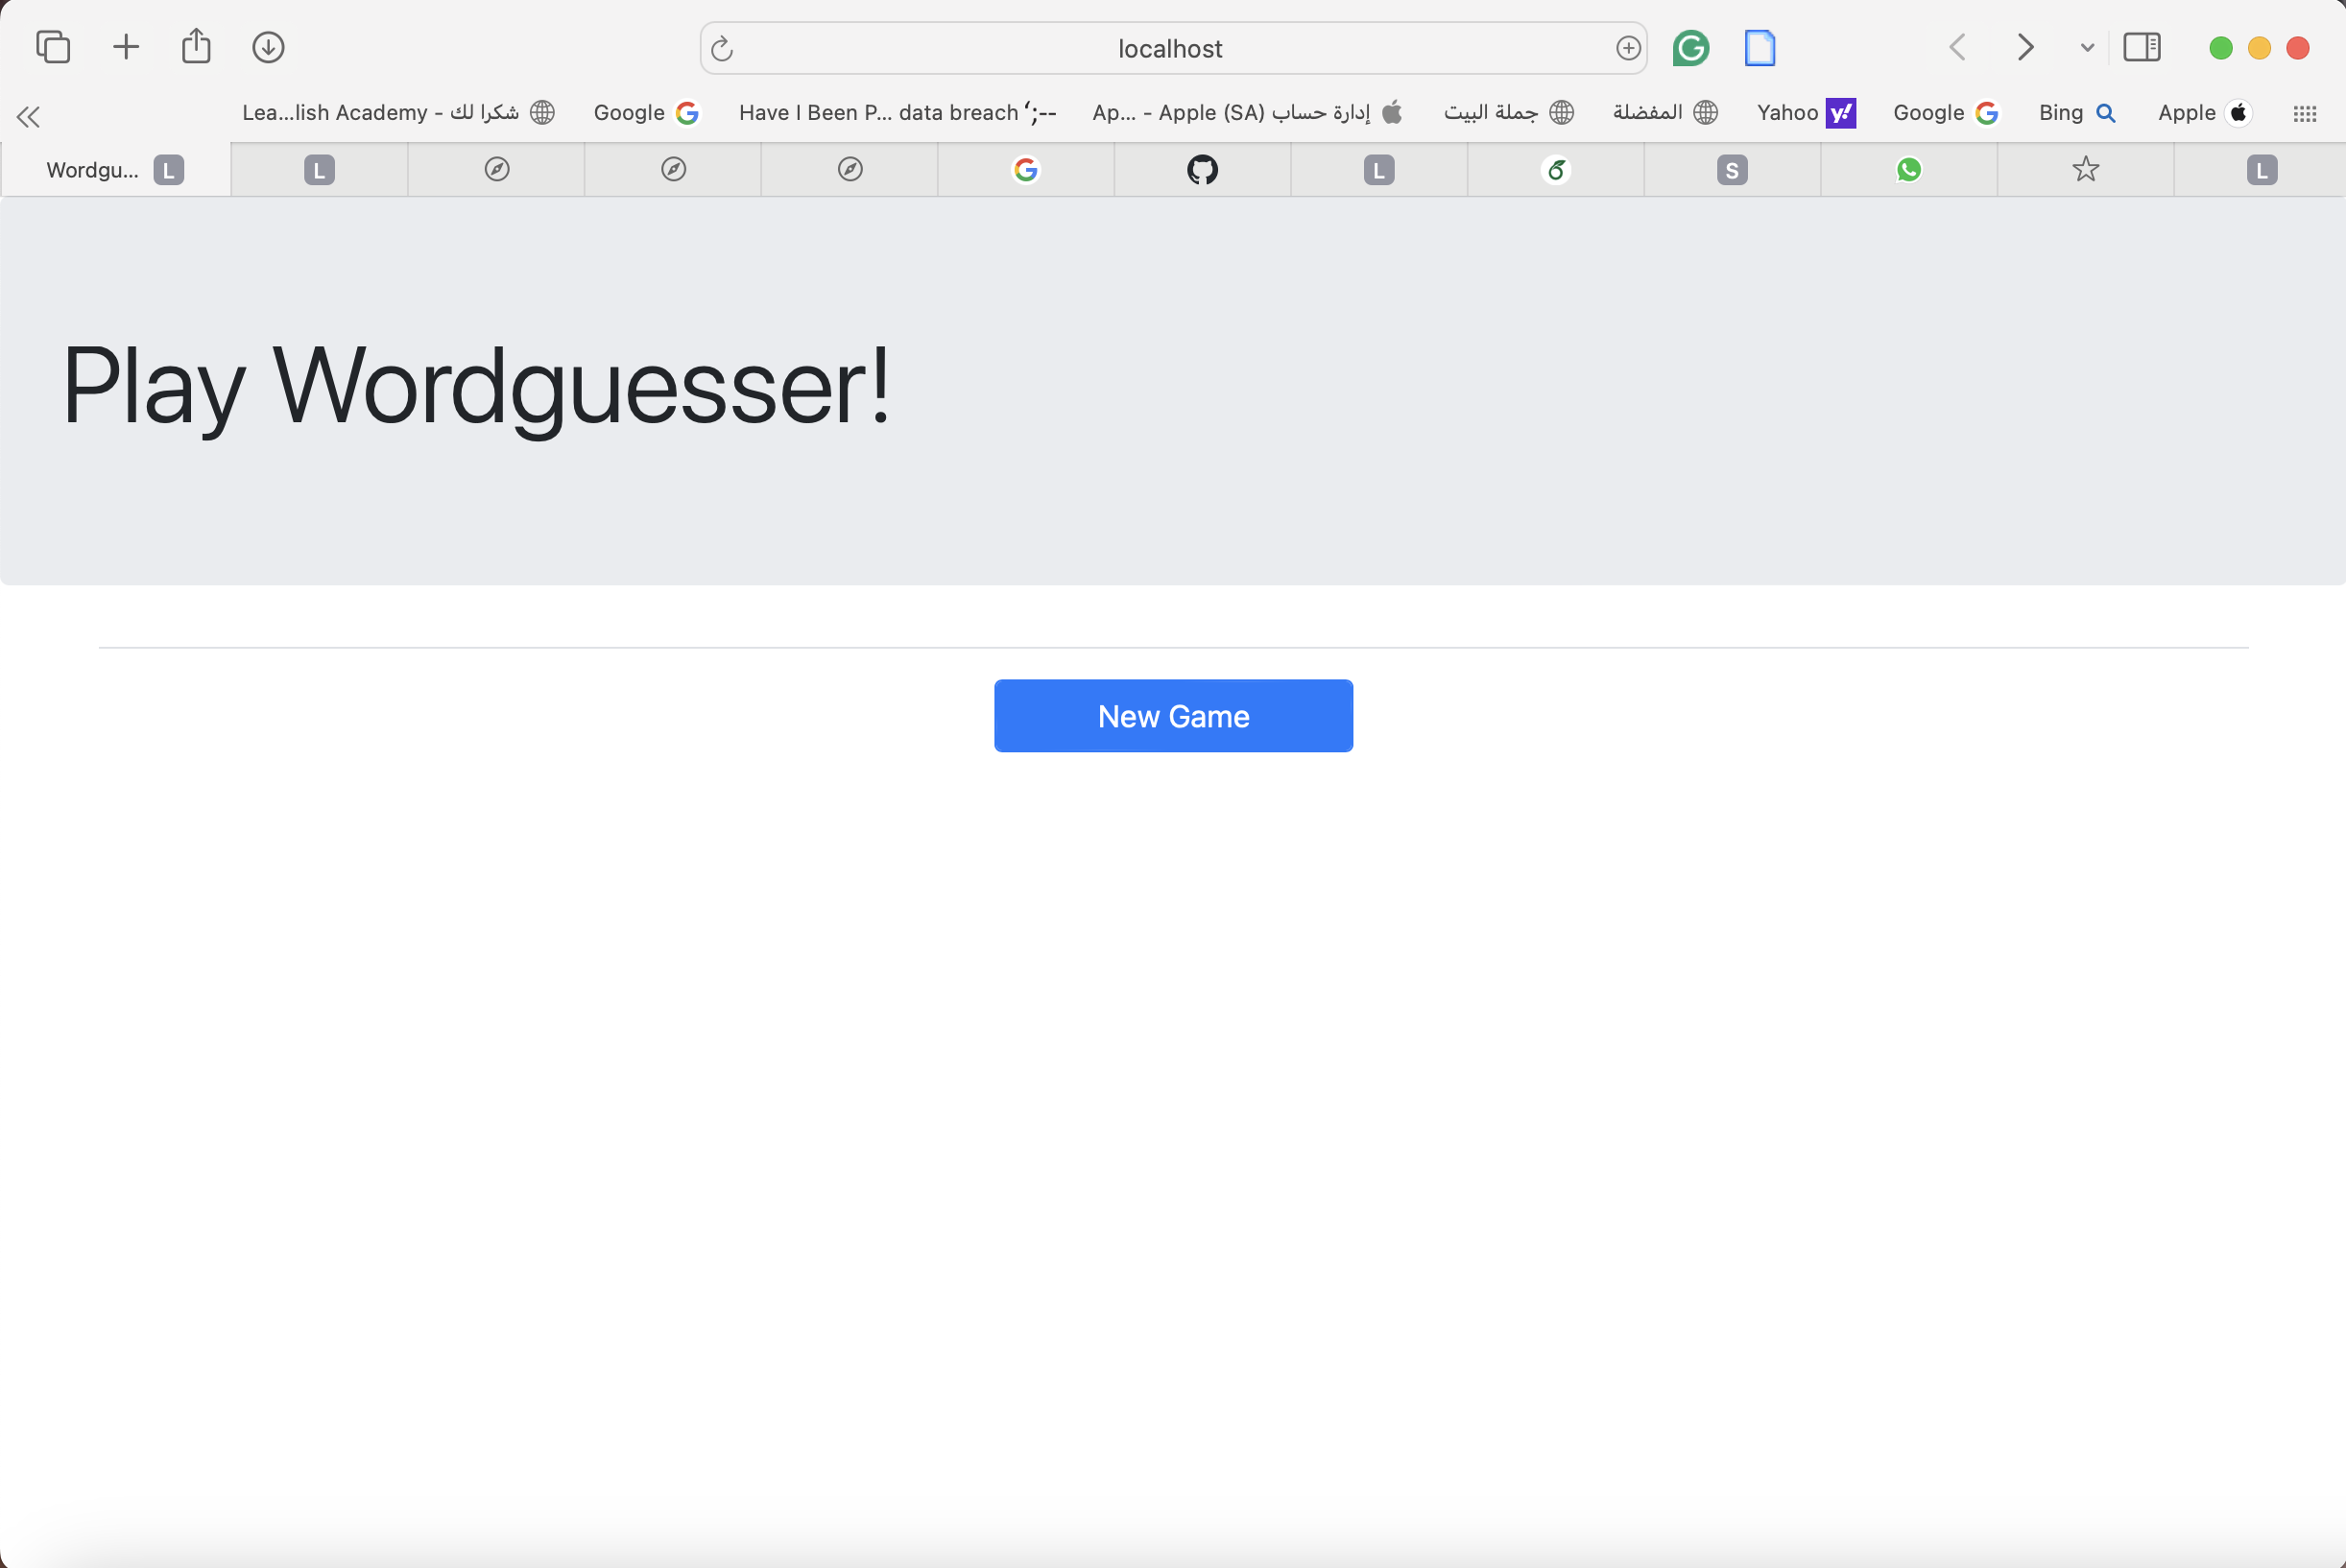 localhost
Lea...lish Academy - شكرا لك
Google
Have I Been P... data breach
Ap... - Apple (SA) إدارة حساب
جملة البيت
المفضلة
Yahoo
Google
Bing
Apple
Wordgu...
L
L
L
S
L
Play Wordguesser!
New Game